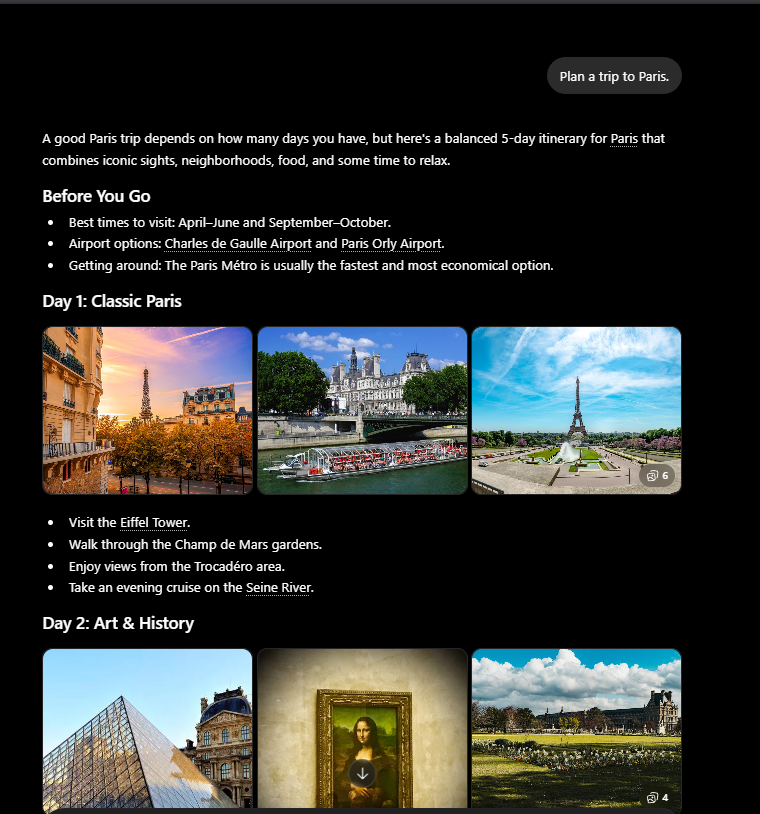 Plan a trip to Paris.
A good Paris trip depends on how many days you have, but here's a balanced 5-day itinerary for Paris that
combines iconic sights, neighborhoods, food, and some time to relax.
Before You Go
Best times to visit: April–June and September–October.
Airport options: Charles de Gaulle Airport and Paris Orly Airport.
Getting around: The Paris Métro is usually the fastest and most economical option.
Day 1: Classic Paris
6
Visit the Eiffel Tower.
Walk through the Champ de Mars gardens.
Enjoy views from the Trocadéro area.
Take an evening cruise on the Seine River.
Day 2: Art & History
4